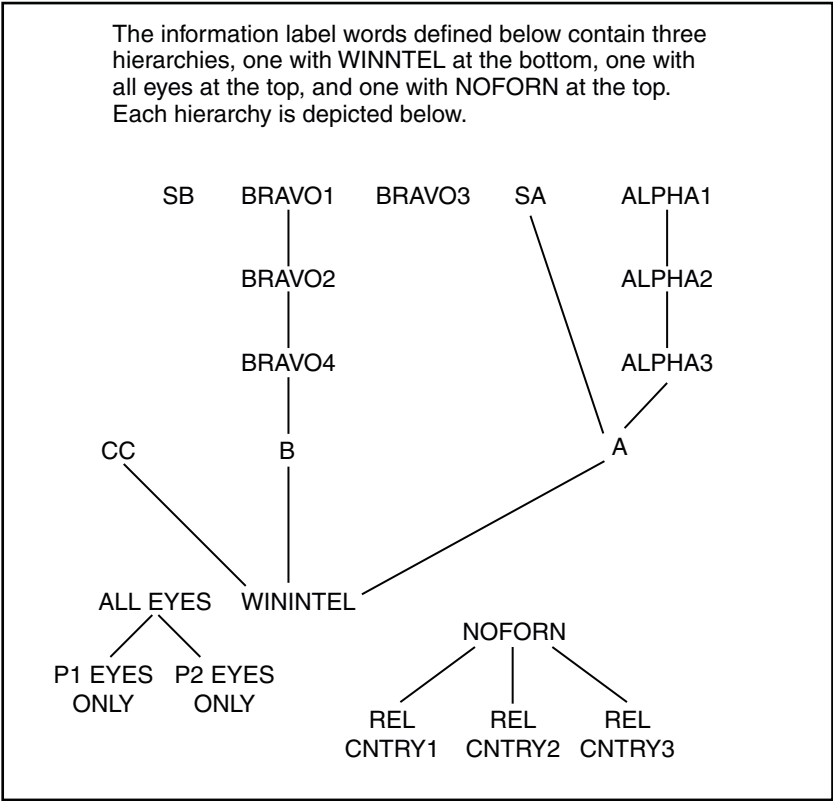 The information label words defined below contain three
hierarchies, one with WINNTEL at the bottom, one with
all eyes at the top, and one with NOFORN at the top.
Each hierarchy is depicted below.
SB BRAVO1 BRAVO3 SA ALPHA1
BRAVO2 ALPHA2
BRAVO4 ALPHA3
CC B A
ALL EYES WININTEL
NOFORN
P1 EYES P2 EYES
ONLY ONLY
REL REL REL
CNTRY1 CNTRY2 CNTRY3